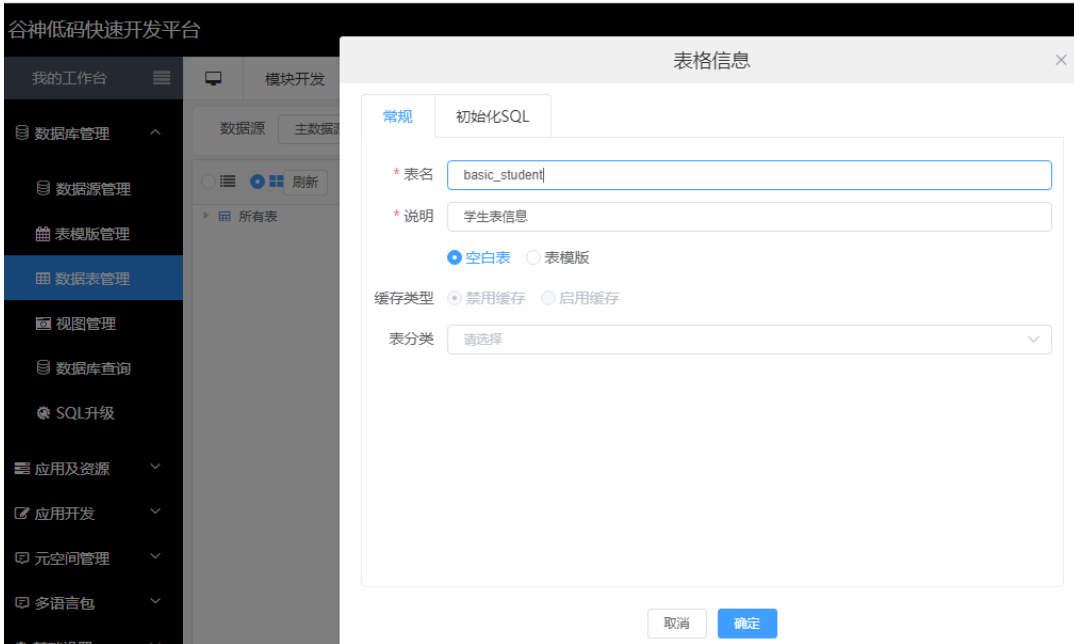 谷神低码快速开发平台
我的工作台
模块开发
数据库管理
数据源
主数据
数据源管理
刷新
所有表
表模版管理
数据表管理
视图管理
数据库查询
SQL升级
应用及资源
应用开发
元空间管理
多语言包
表格信息
常规
初始化SQL
* 表名
basic_student
* 说明
学生表信息
空白表 表模版
缓存类型 禁用缓存 启用缓存
表分类 请选择
取消 确定